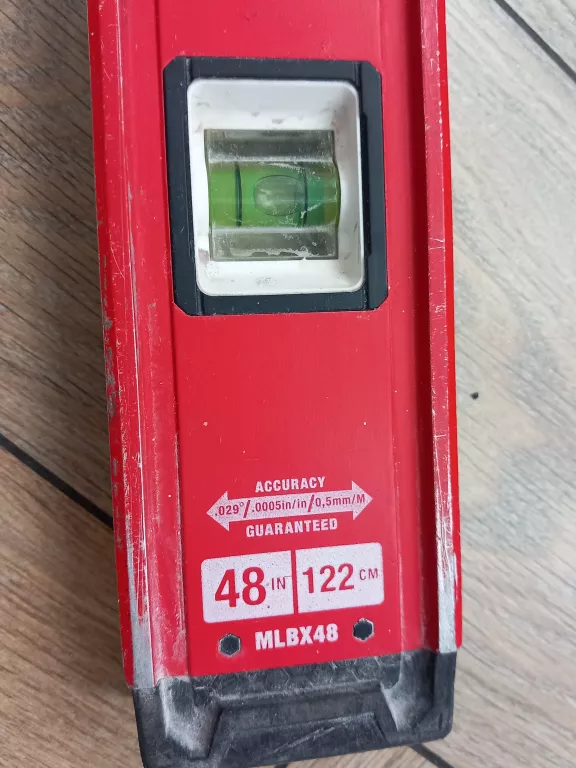 ACCURACY
.029°/.0005in/in/0,5mm/M
GUARANTEED
48 IN 122 CM
MLBX48